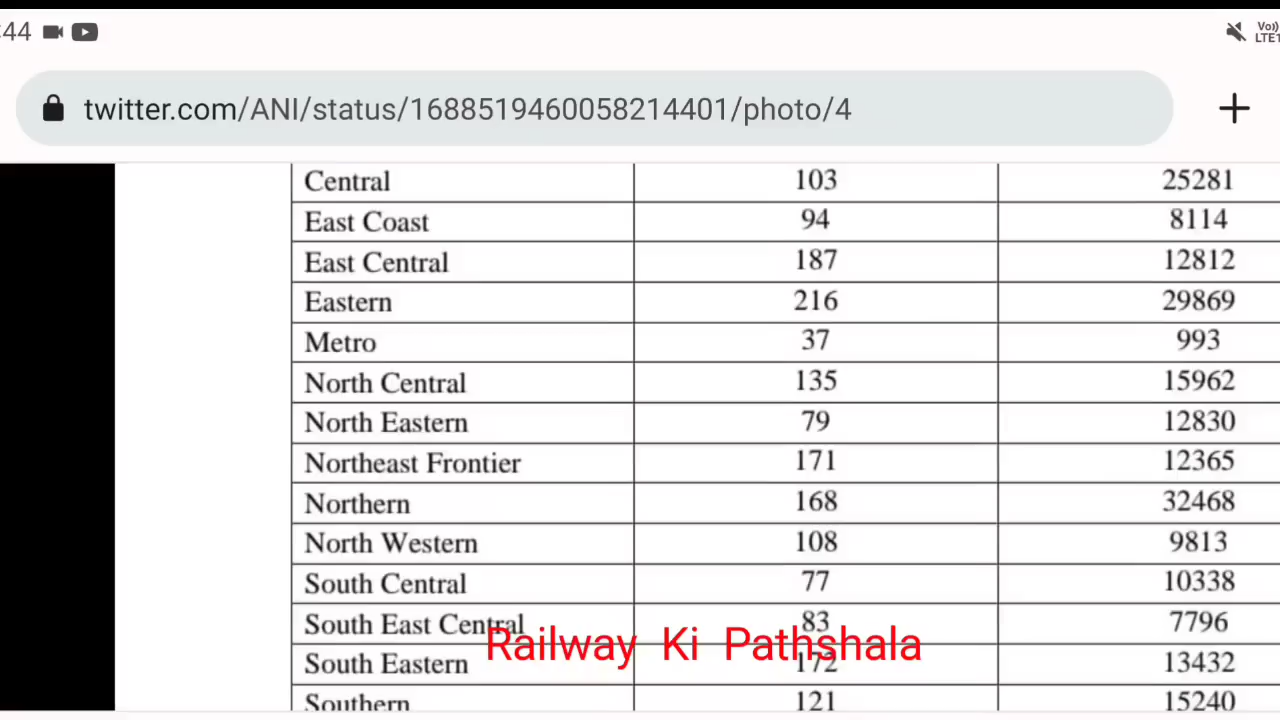 :44
Vo))
LTE1
twitter.com/ANI/status/1688519460058214401/photo/4
Central 103 25281
East Coast 94 8114
East Central 187 12812
Eastern 216 29869
Metro 37 993
North Central 135 15962
North Eastern 79 12830
Northeast Frontier 171 12365
Northern 168 32468
North Western 108 9813
South Central 77 10338
South East Central 83 7796
Railway Ki Pathshala
South Eastern 172 13432
Southern 121 15240